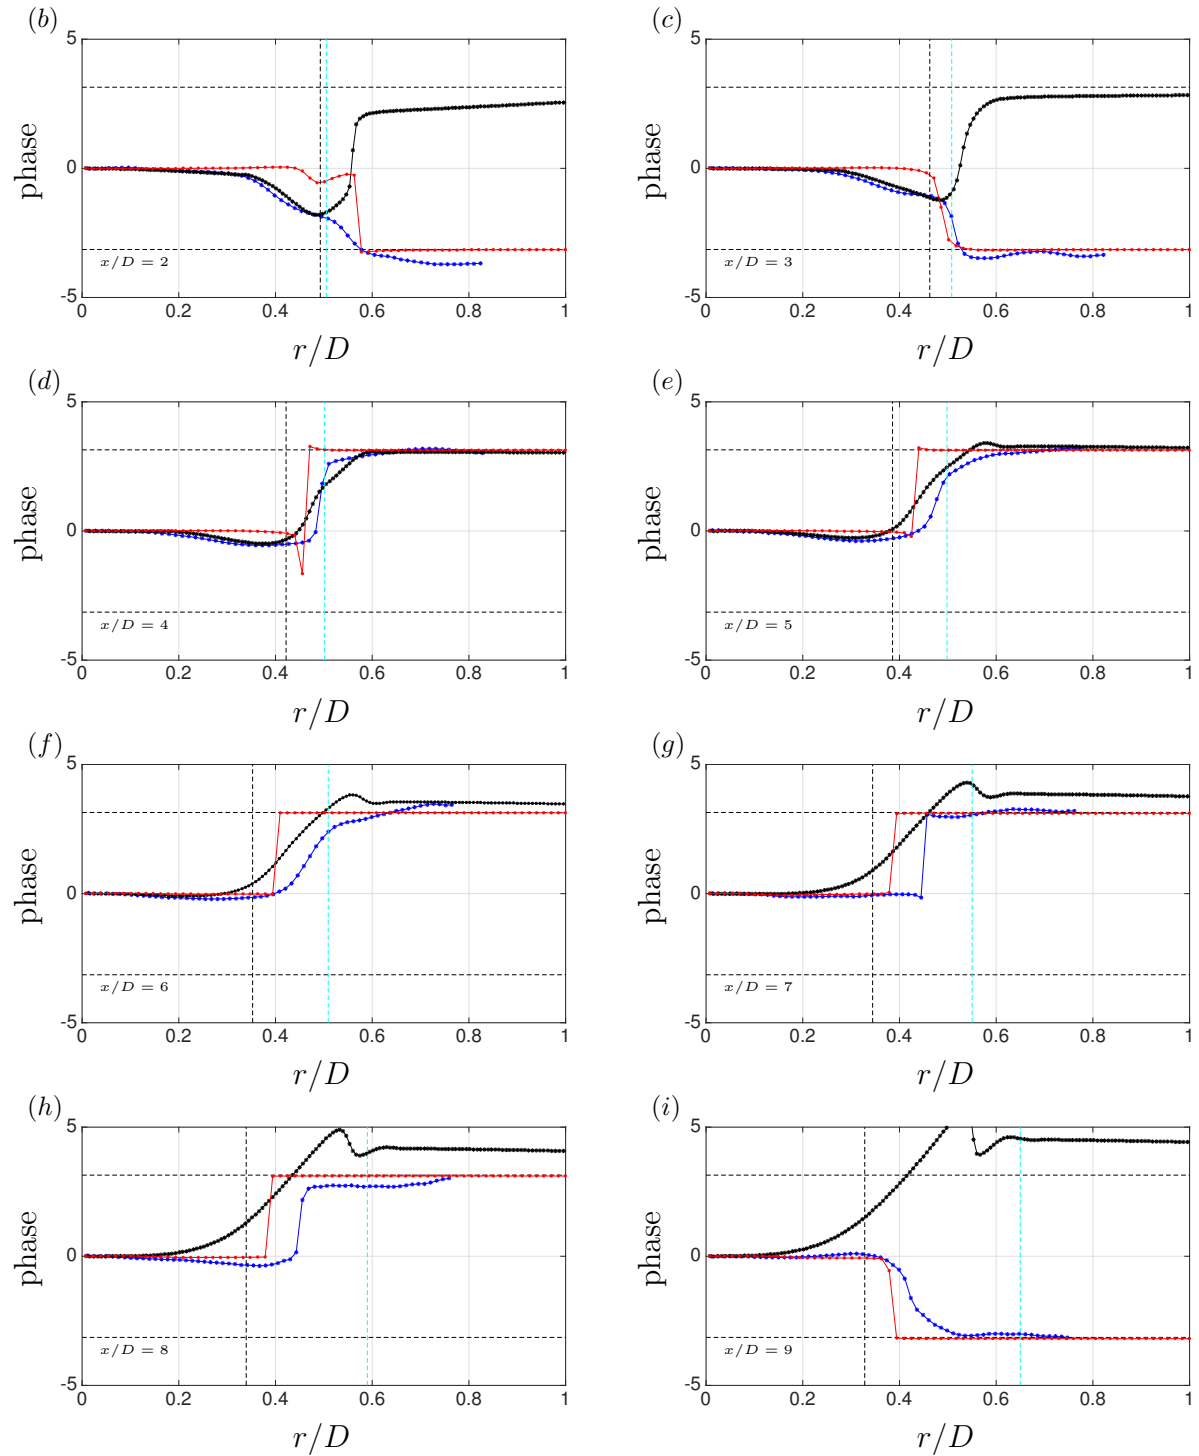 (b)
5
0
-5
phase
x/D = 2
0 0.2 0.4 0.6 0.8 1
r/D
(c)
5
0
-5
phase
x/D = 3
0 0.2 0.4 0.6 0.8 1
r/D
(d)
5
0
-5
phase
x/D = 4
0 0.2 0.4 0.6 0.8 1
r/D
(e)
5
0
-5
phase
x/D = 5
0 0.2 0.4 0.6 0.8 1
r/D
(f)
5
0
-5
phase
x/D = 6
0 0.2 0.4 0.6 0.8 1
r/D
(g)
5
0
-5
phase
x/D = 7
0 0.2 0.4 0.6 0.8 1
r/D
(h)
5
0
-5
phase
x/D = 8
0 0.2 0.4 0.6 0.8 1
r/D
(i)
5
0
-5
phase
x/D = 9
0 0.2 0.4 0.6 0.8 1
r/D